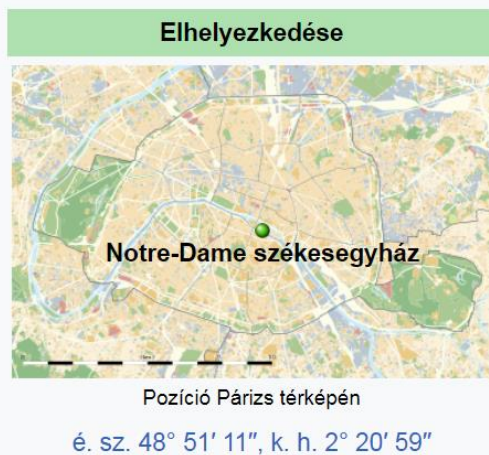 Elhelyezkedése
Notre-Dame székesegyház
Pozíció Párizs térképén
é. sz. 48° 51′ 11″, k. h. 2° 20′ 59″